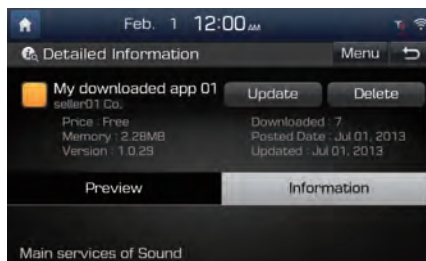 Feb. 1 12:00 AM
Detailed Information Menu
My downloaded app 01 Update Delete
seller01 Co,
Price : Free Downloaded : 7
Memory : 2.28MB Posted Date : Jul 01, 2013
Version : 1.0.29 Updated : Jul 01, 2013
Preview Information
Main services of Sound